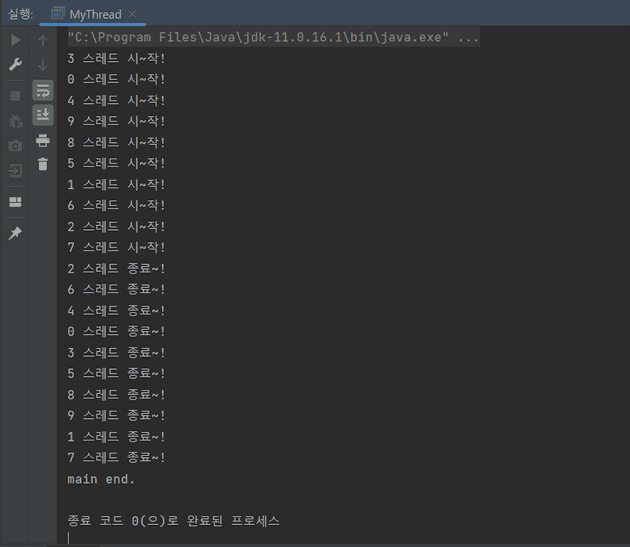 실행: MyThread
"C:\Program Files\Java\jdk-11.0.16.1\bin\java.exe" ...
3 스레드 시~작!
0 스레드 시~작!
4 스레드 시~작!
9 스레드 시~작!
8 스레드 시~작!
5 스레드 시~작!
1 스레드 시~작!
6 스레드 시~작!
2 스레드 시~작!
7 스레드 시~작!
2 스레드 종료~!
6 스레드 종료~!
4 스레드 종료~!
0 스레드 종료~!
3 스레드 종료~!
5 스레드 종료~!
8 스레드 종료~!
9 스레드 종료~!
1 스레드 종료~!
7 스레드 종료~!
main end.
종료 코드 0(으)로 완료된 프로세스